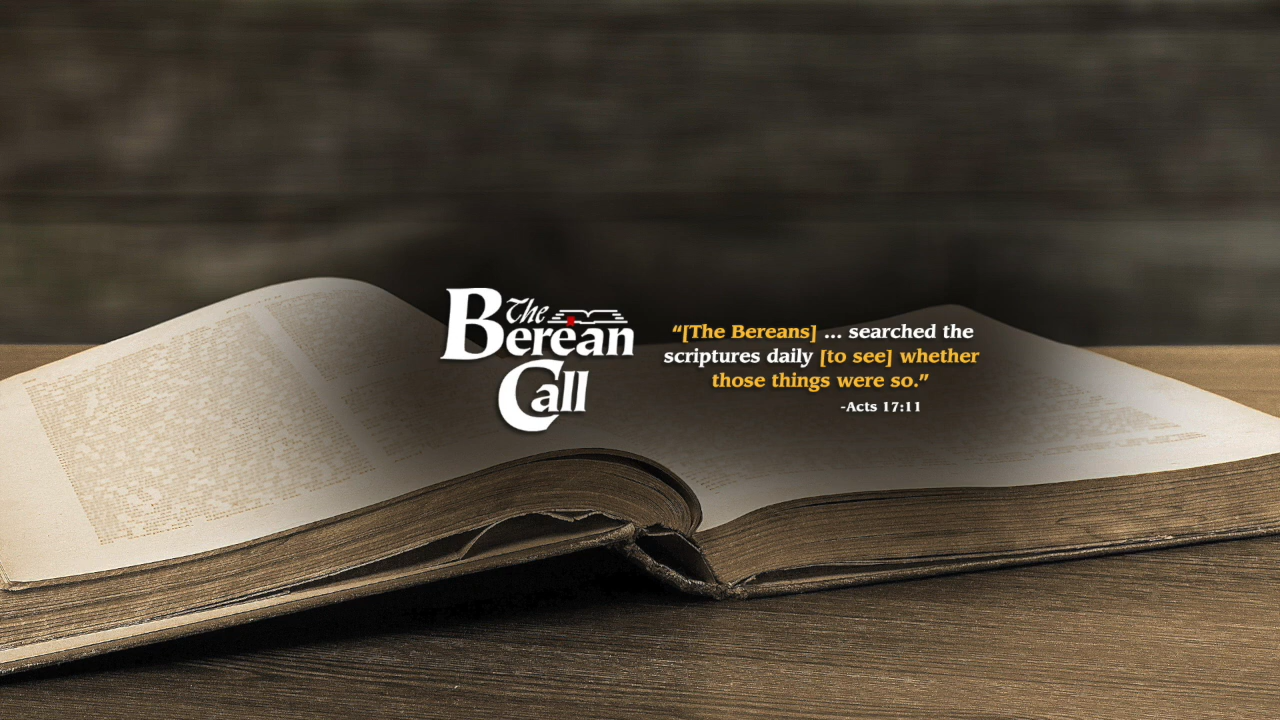 The
Berean
Call
“[The Bereans] ... searched the
scriptures daily [to see] whether
those things were so.”
-Acts 17:11